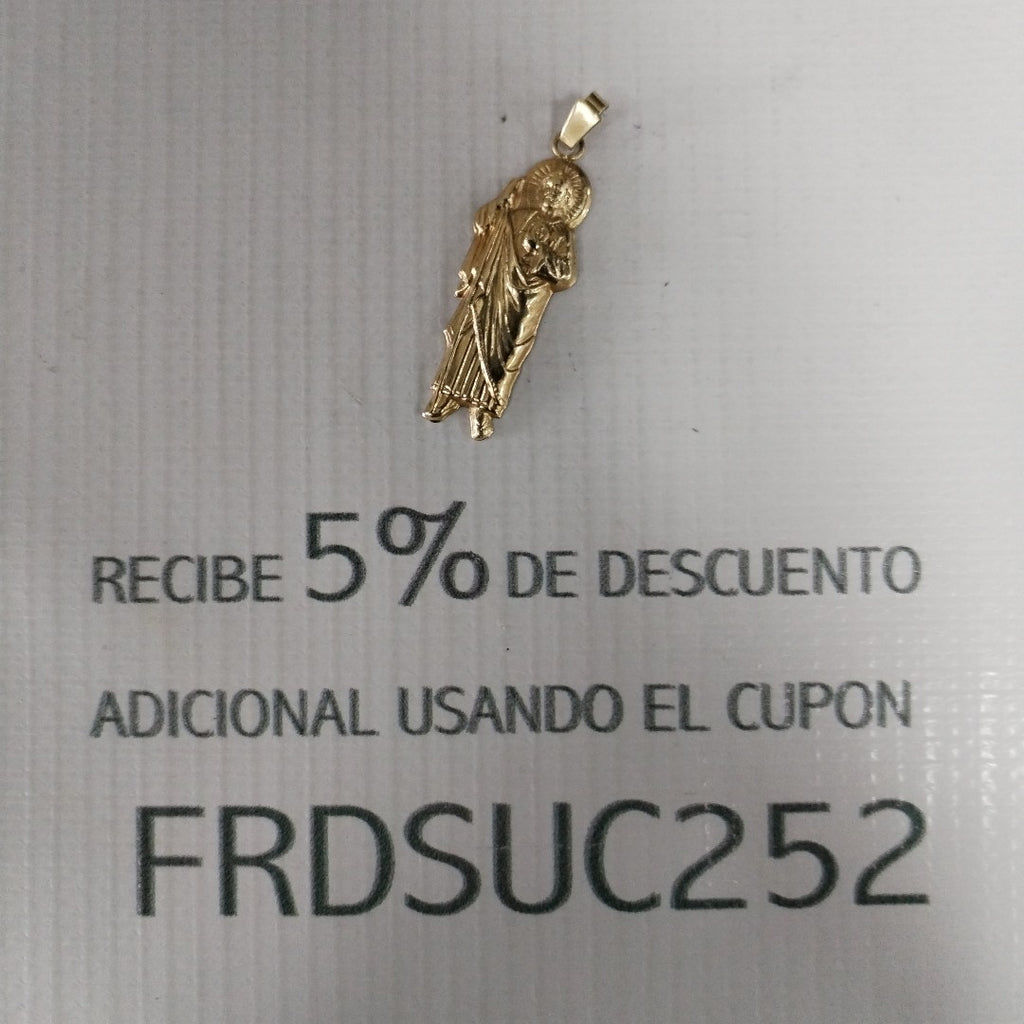 RECIBE 5% DE DESCUENTO
ADICIONAL USANDO EL CUPON
FRDSUC252